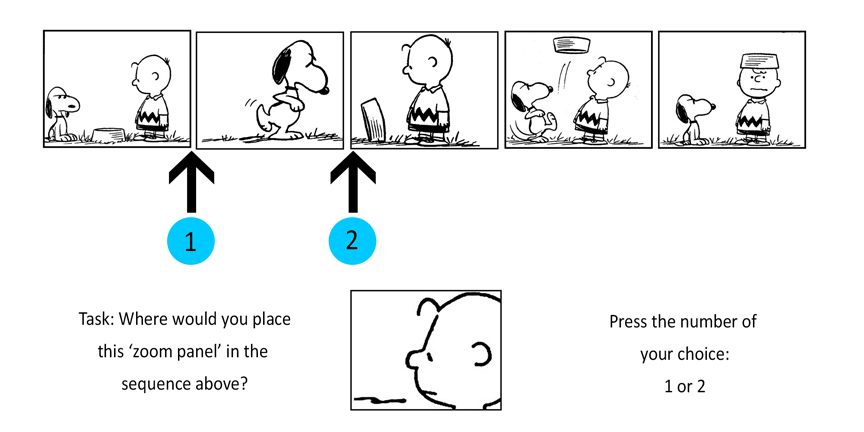 1
2
Task: Where would you place
this ‘zoom panel’ in the
sequence above?
Press the number of
your choice:
1 or 2